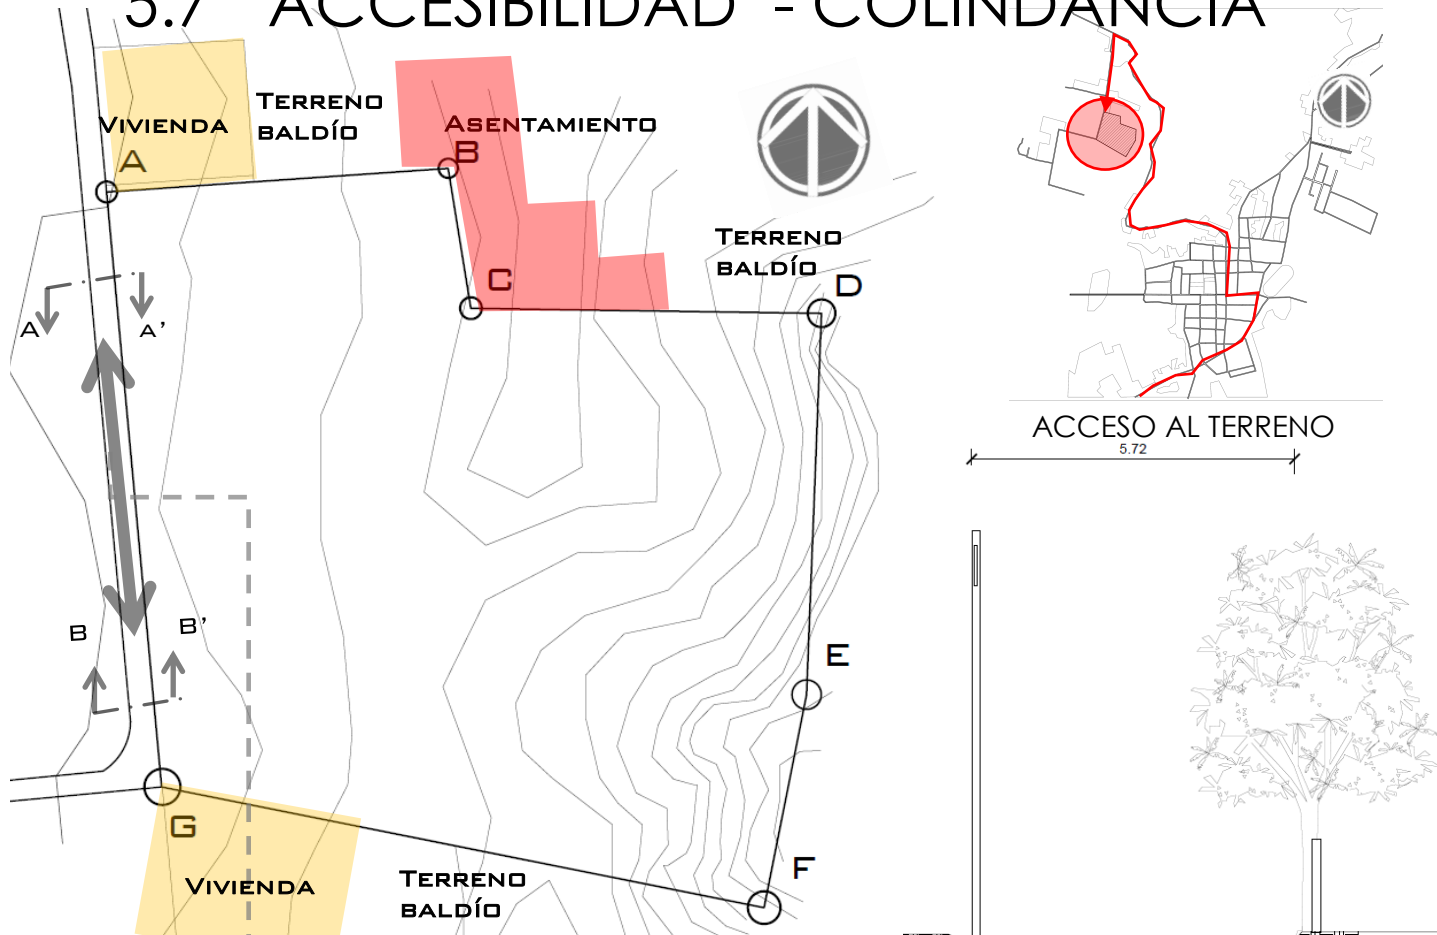 5.7 ACCESIBILIDAD - COLINDANCIA
VIVIENDA
TERRENO
BALDÍO
ASENTAMIENTO
A
B
TERRENO
BALDÍO
C
D
A
A'
ACCESO AL TERRENO
5.72
B
B'
E
G
F
VIVIENDA
TERRENO
BALDÍO